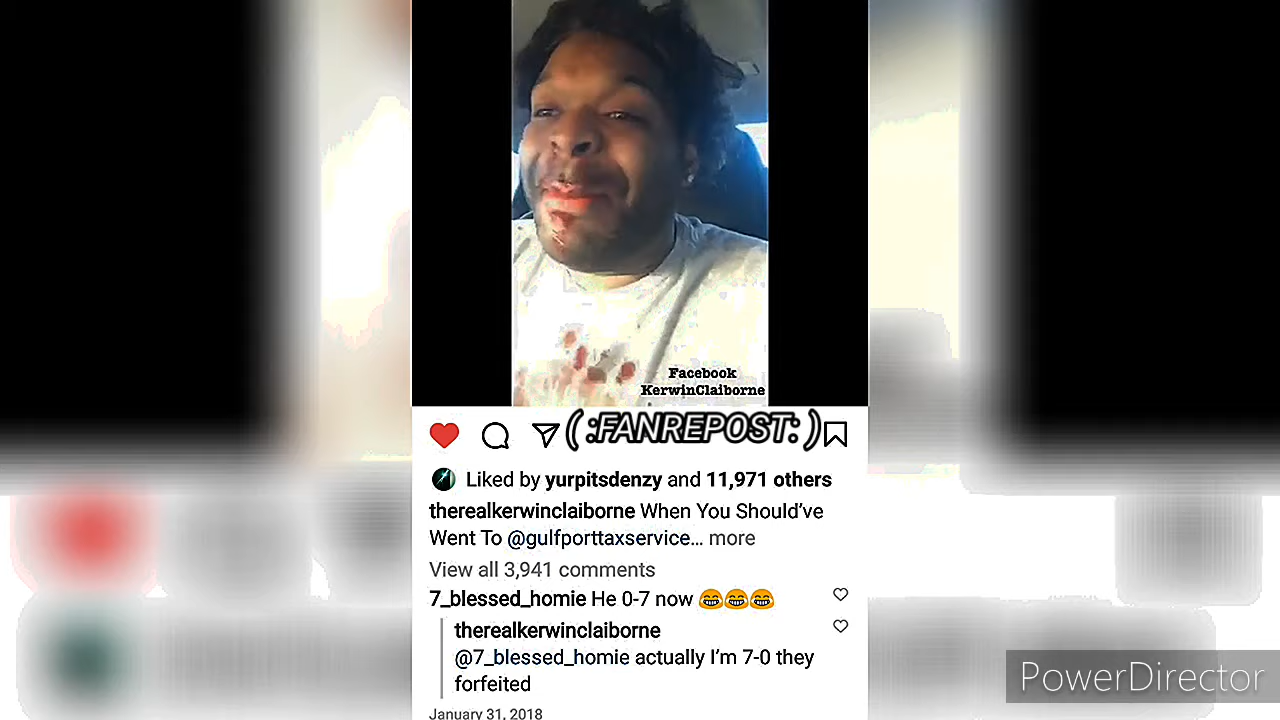 Facebook
KerwinClaiborne
( :FANREPOST: )
Liked by yurpitsdenzy and 11,971 others
therealkerwinclaiborne When You Should’ve
Went To @gulfporttaxservice... more
View all 3,941 comments
7_blessed_homie He 0-7 now 😂😂😂
therealkerwinclaiborne
@7_blessed_homie actually I’m 7-0 they
forfeited
January 31, 2018
PowerDirector